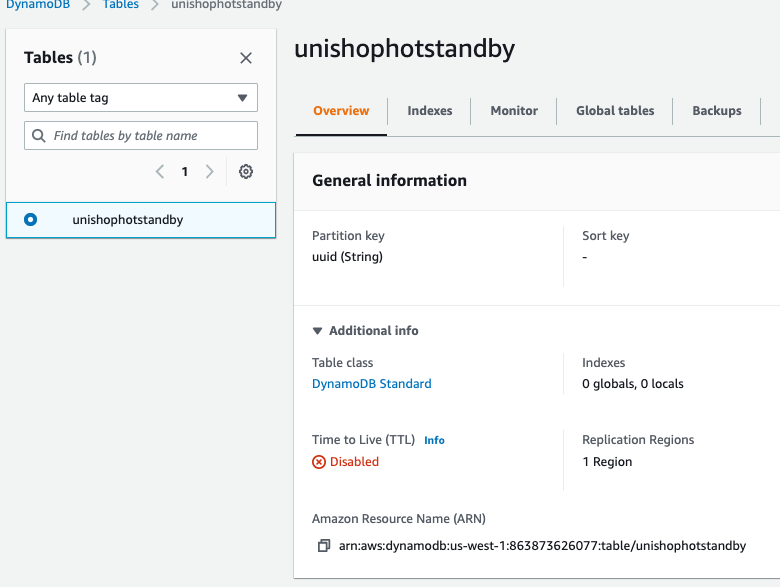 DynamoDB > Tables > unishophotstandby
Tables (1)
Any table tag
Find tables by table name
1
unishophotstandby
unishophotstandby
Overview Indexes Monitor Global tables Backups
General information
Partition key
uuid (String)
Sort key
-
Additional info
Table class
DynamoDB Standard
Indexes
0 globals, 0 locals
Time to Live (TTL) Info
Disabled
Replication Regions
1 Region
Amazon Resource Name (ARN)
arn:aws:dynamodb:us-west-1:863873626077:table/unishophotstandby